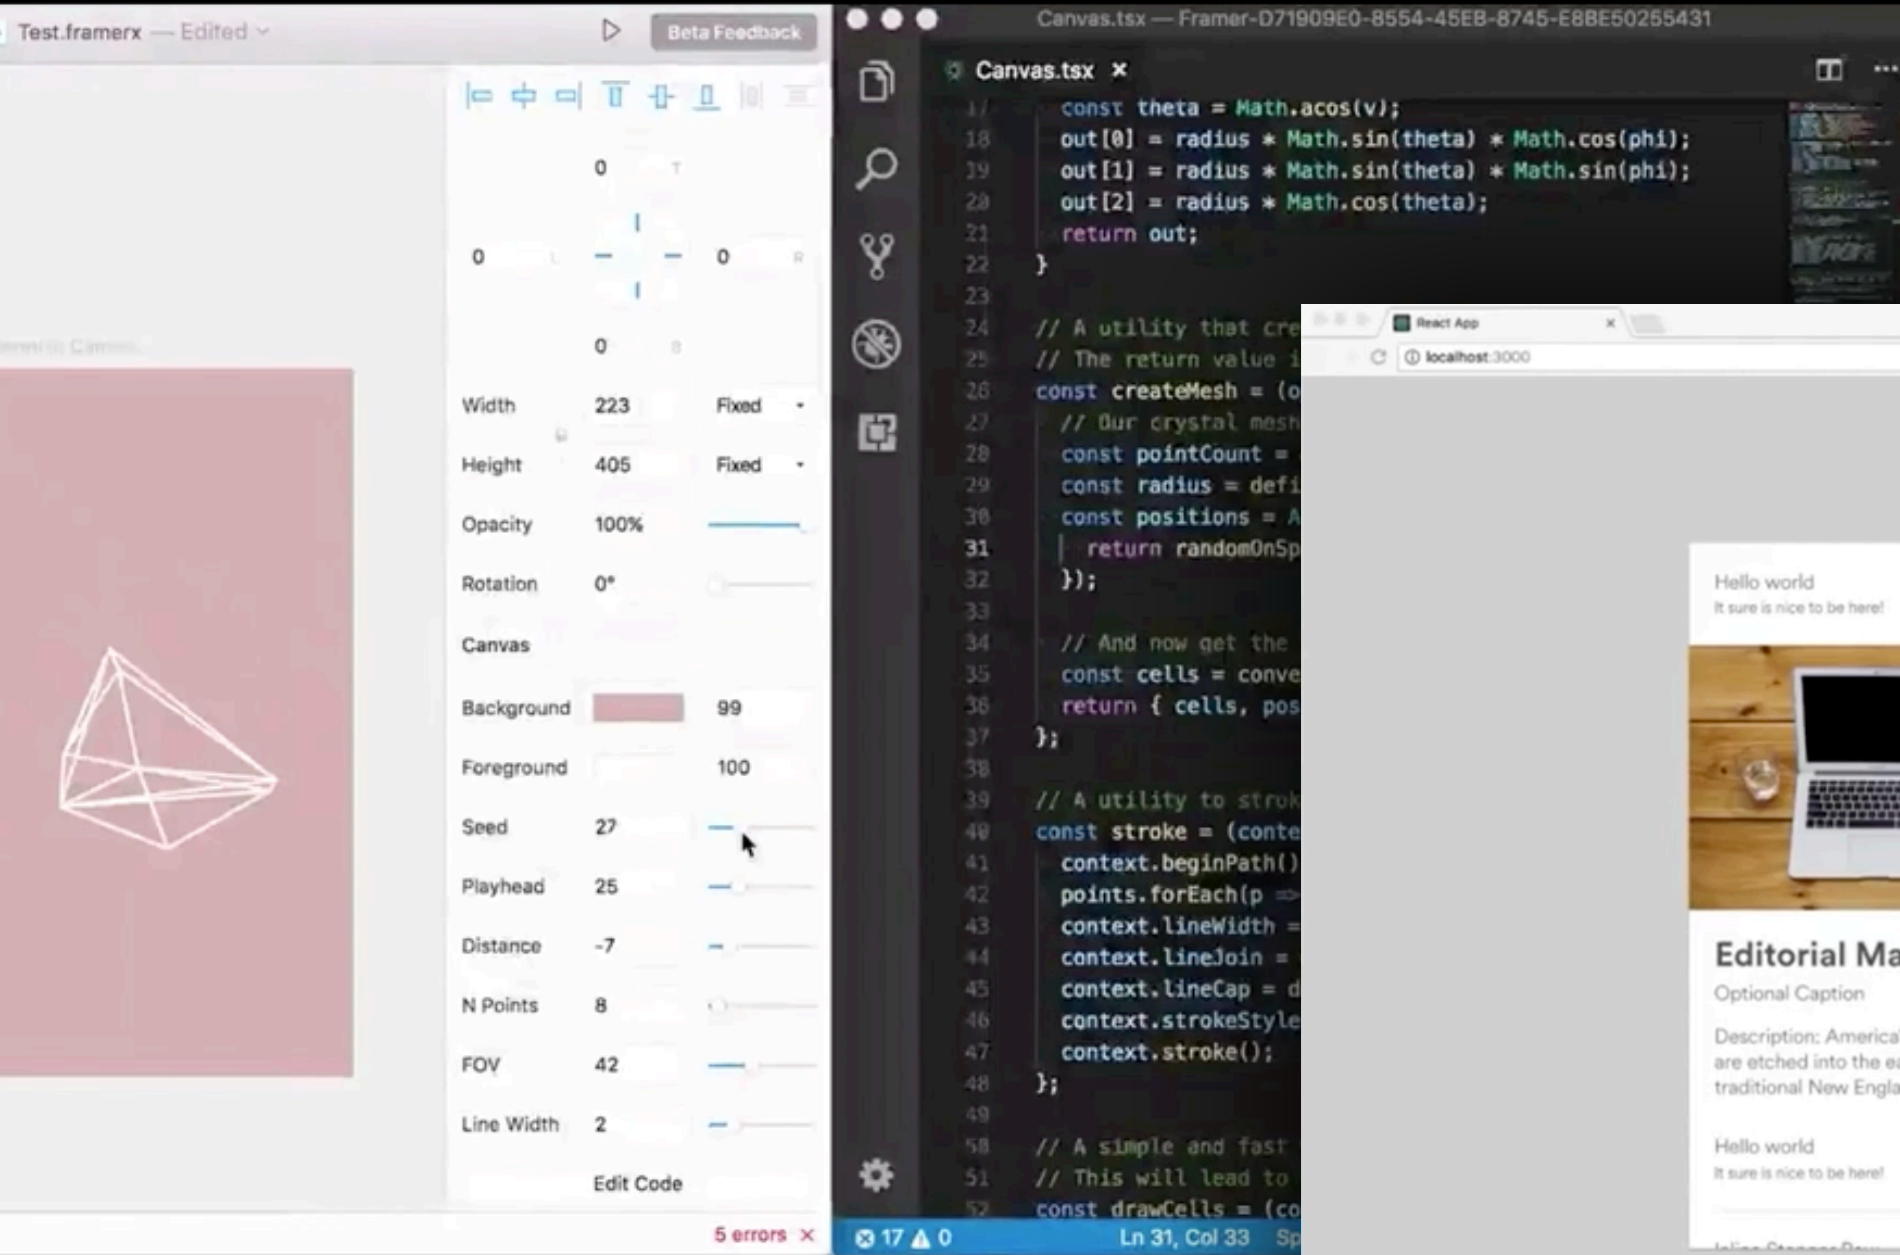 Test.framerx — Edited
Beta Feedback
0 T
0 L
0 R
0 B
Width 223 Fixed
Height 405 Fixed
Opacity 100%
Rotation 0°
Canvas
Background 99
Foreground 100
Seed 27
Playhead 25
Distance -7
N Points 8
FOV 42
Line Width 2
Edit Code
5 errors ×
Canvas.tsx — Framer-D71909E0-8554-45EB-8745-E8BE50255431
Canvas.tsx ×
17 const theta = Math.acos(v);
18 out[0] = radius * Math.sin(theta) * Math.cos(phi);
19 out[1] = radius * Math.sin(theta) * Math.sin(phi);
20 out[2] = radius * Math.cos(theta);
21 return out;
22 }
23
24 // A utility that cre
25 // The return value i
26 const createMesh = (o
27 // Our crystal mesh
28 const pointCount =
29 const radius = defi
30 const positions = A
31 return randomOnSp
32 });
33
34 // And now get the
35 const cells = conve
36 return { cells, pos
37 };
38
39 // A utility to strok
40 const stroke = (conte
41 context.beginPath()
42 points.forEach(p =>
43 context.lineWidth =
44 context.lineJoin =
45 context.lineCap = d
46 context.strokeStyle
47 context.stroke();
48 };
49
50 // A simple and fast
51 // This will lead to
52 const drawCells = (co
17 0 Ln 31, Col 33 Sp
React App ×
localhost:3000
Hello world
It sure is nice to be here!
Editorial Ma
Optional Caption
Description: America'
are etched into the ea
traditional New Engla
Hello world
It sure is nice to be here!